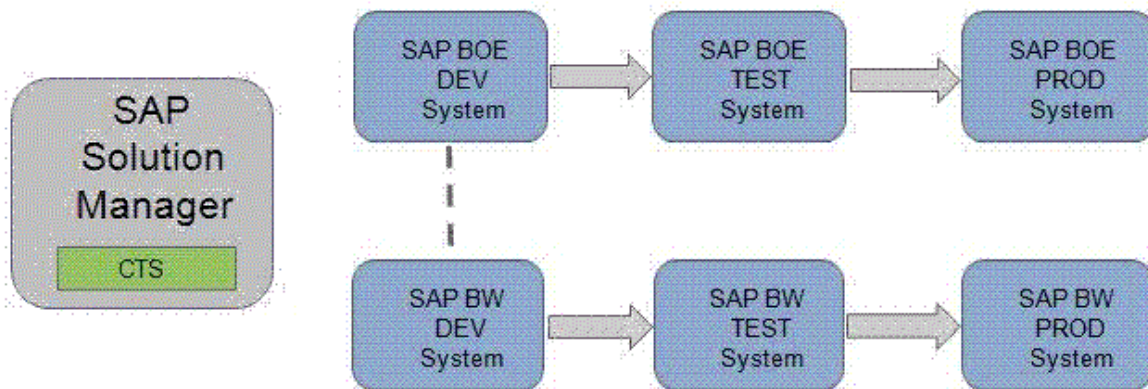 SAP
Solution
Manager
CTS
SAP BOE
DEV
System
SAP BOE
TEST
System
SAP BOE
PROD
System
SAP BW
DEV
System
SAP BW
TEST
System
SAP BW
PROD
System